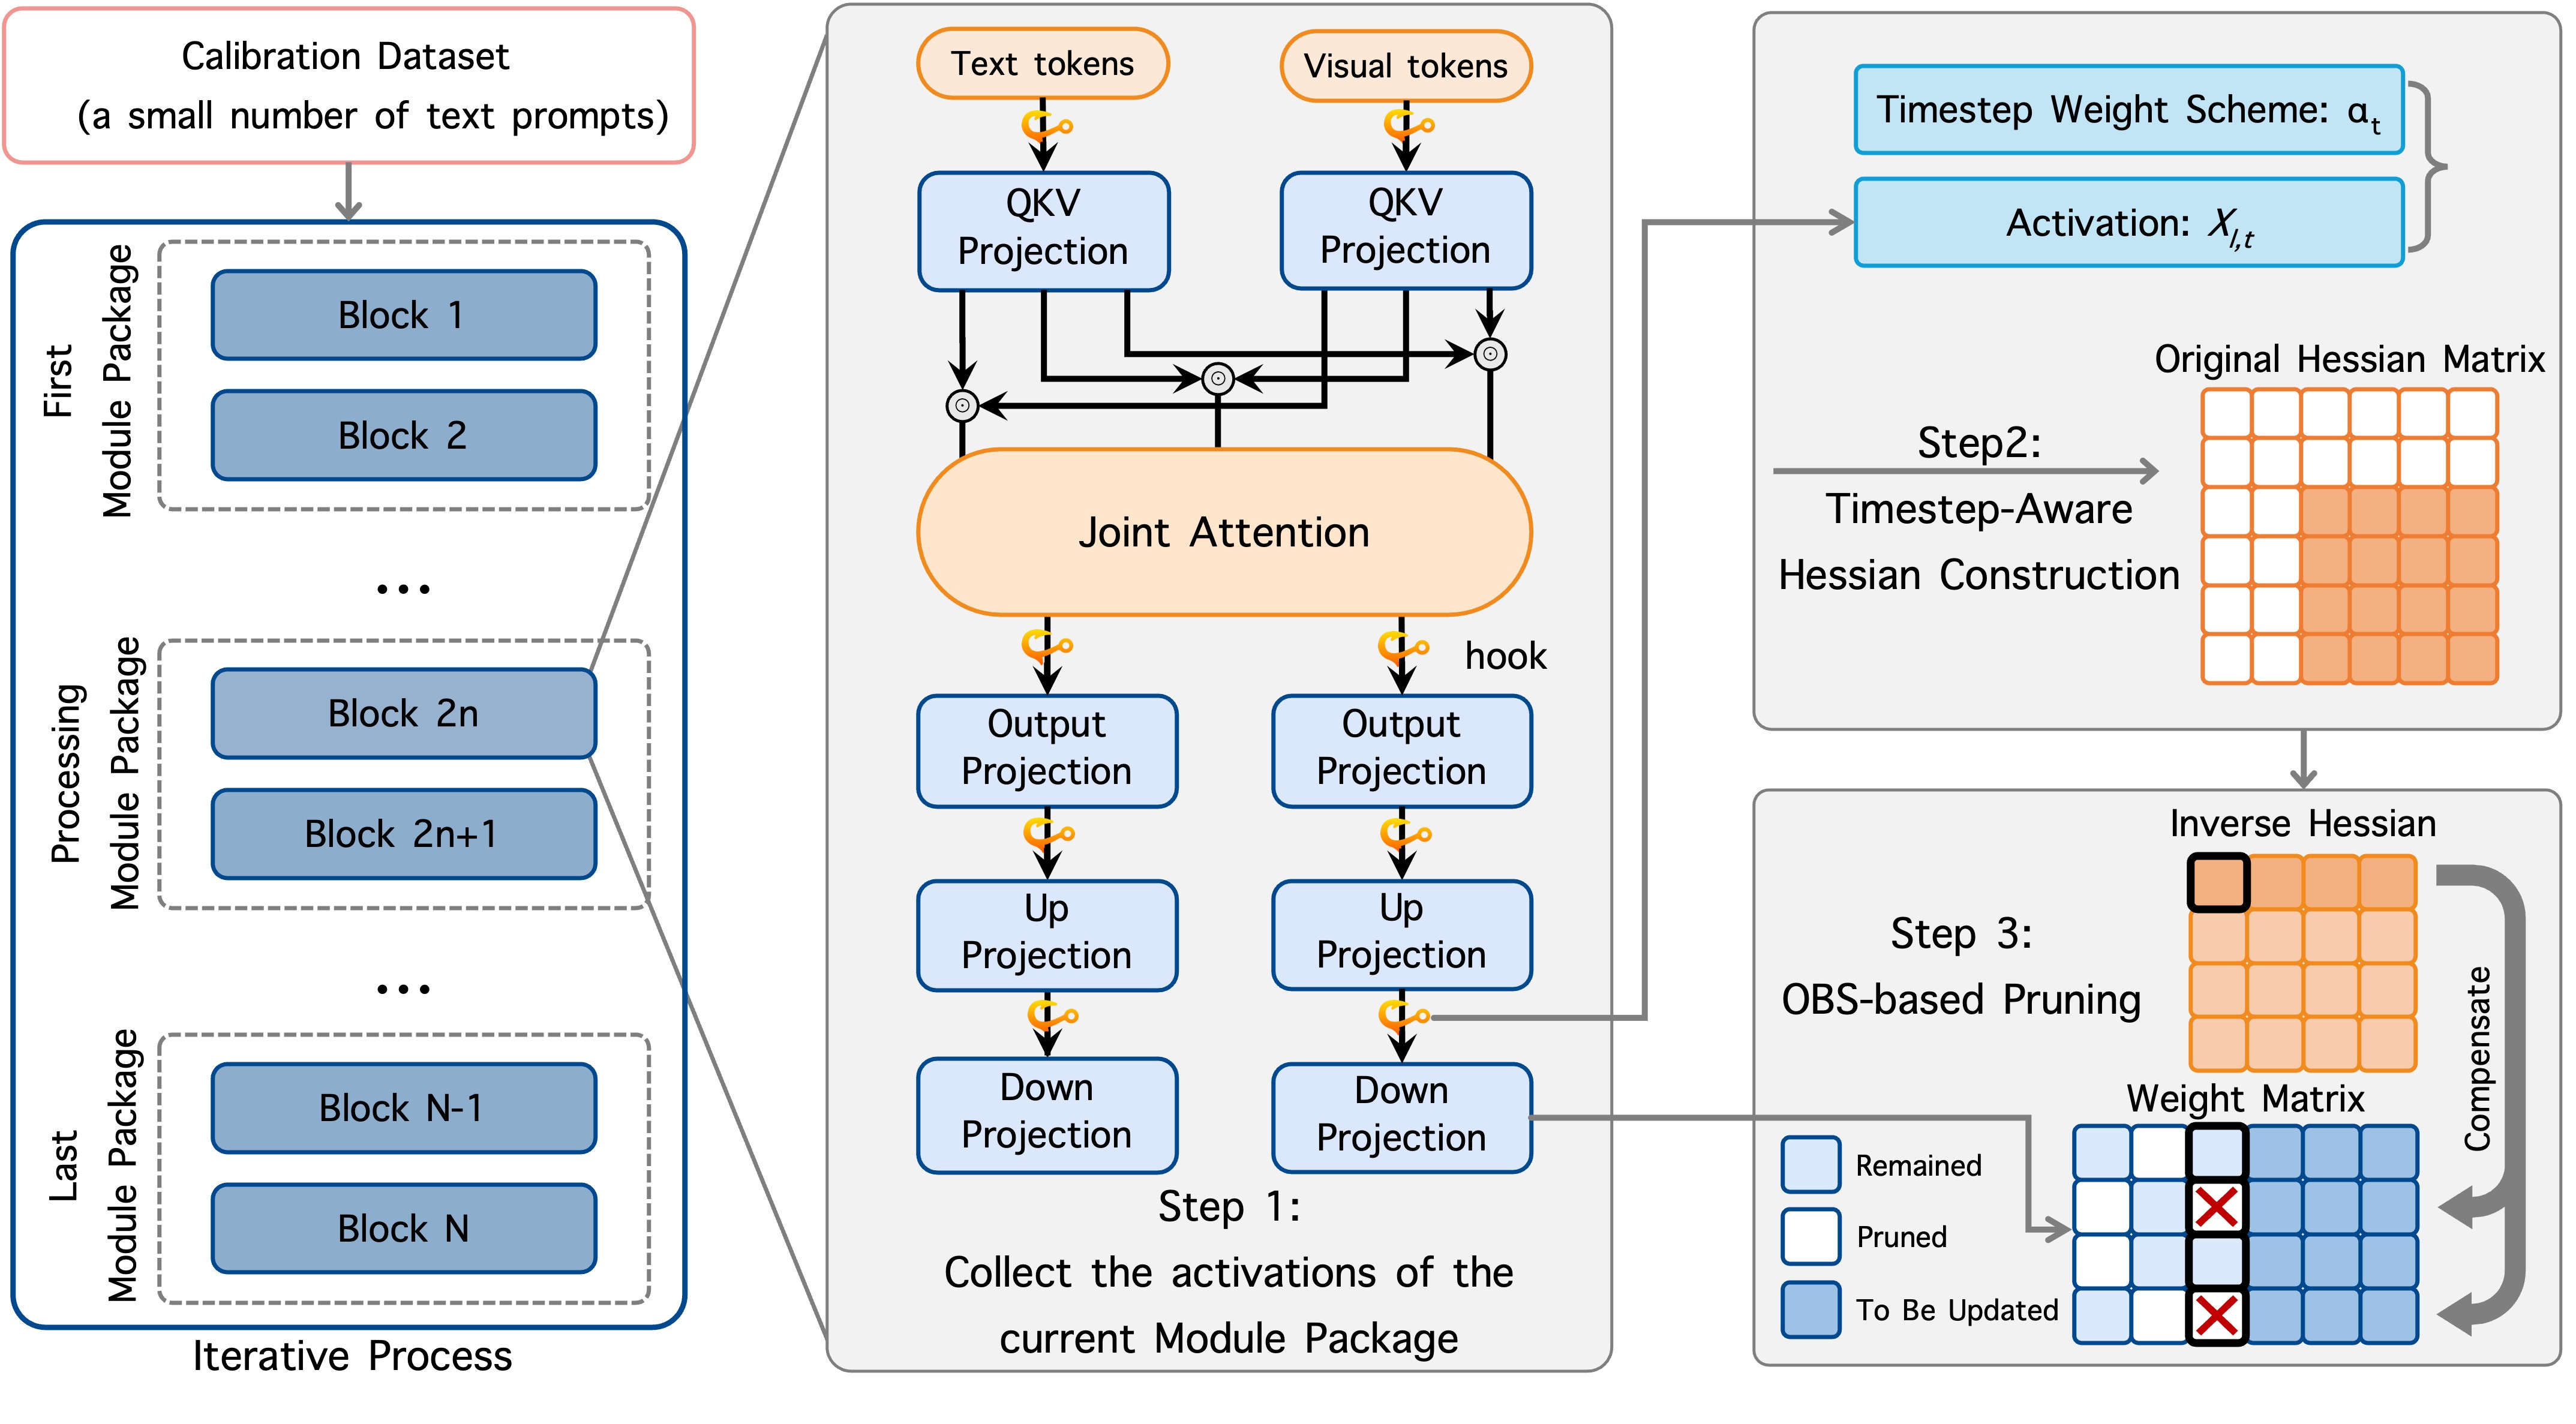 Calibration Dataset
(a small number of text prompts)
First
Module Package
Block 1
Block 2
...
Processing
Module Package
Block 2n
Block 2n+1
...
Last
Module Package
Block N-1
Block N
Iterative Process
Text tokens
Visual tokens
QKV
Projection
QKV
Projection
Joint Attention
hook
Output
Projection
Output
Projection
Up
Projection
Up
Projection
Down
Projection
Down
Projection
Step 1:
Collect the activations of the
current Module Package
Timestep Weight Scheme: αt
Activation: Xl,t
Original Hessian Matrix
Step2:
Timestep-Aware
Hessian Construction
Inverse Hessian
Step 3:
OBS-based Pruning
Compensate
Weight Matrix
Remained
Pruned
To Be Updated